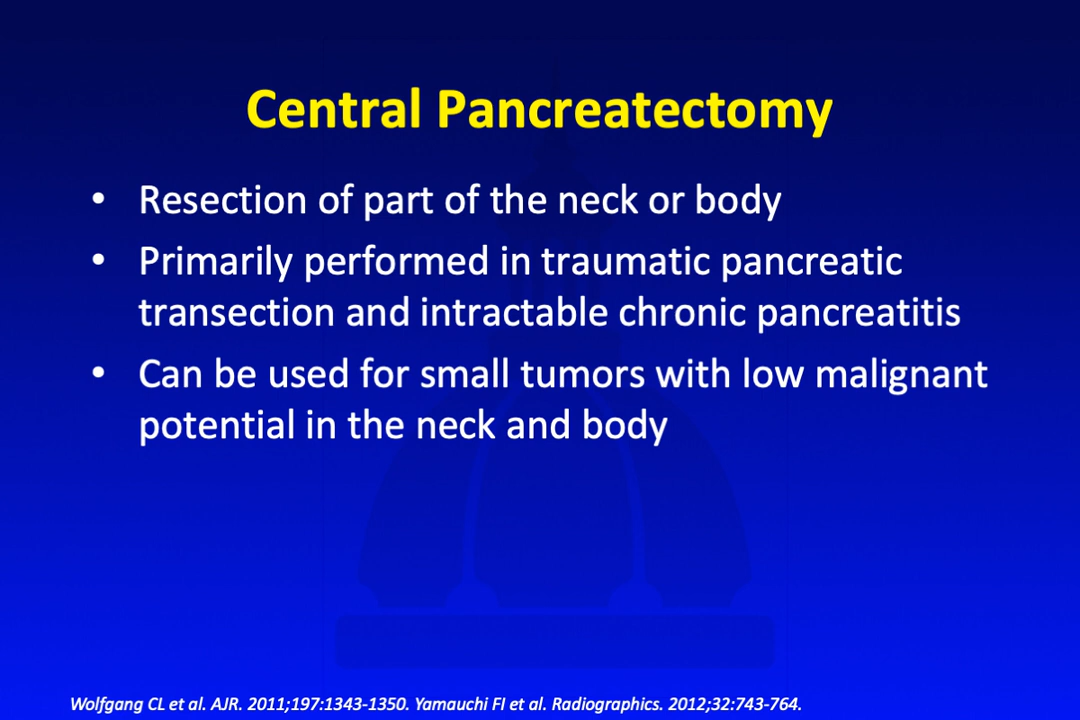 Central Pancreatectomy
• Resection of part of the neck or body
• Primarily performed in traumatic pancreatic
transection and intractable chronic pancreatitis
• Can be used for small tumors with low malignant
potential in the neck and body
Wolfgang CL et al. AJR. 2011;197:1343-1350. Yamauchi FI et al. Radiographics. 2012;32:743-764.